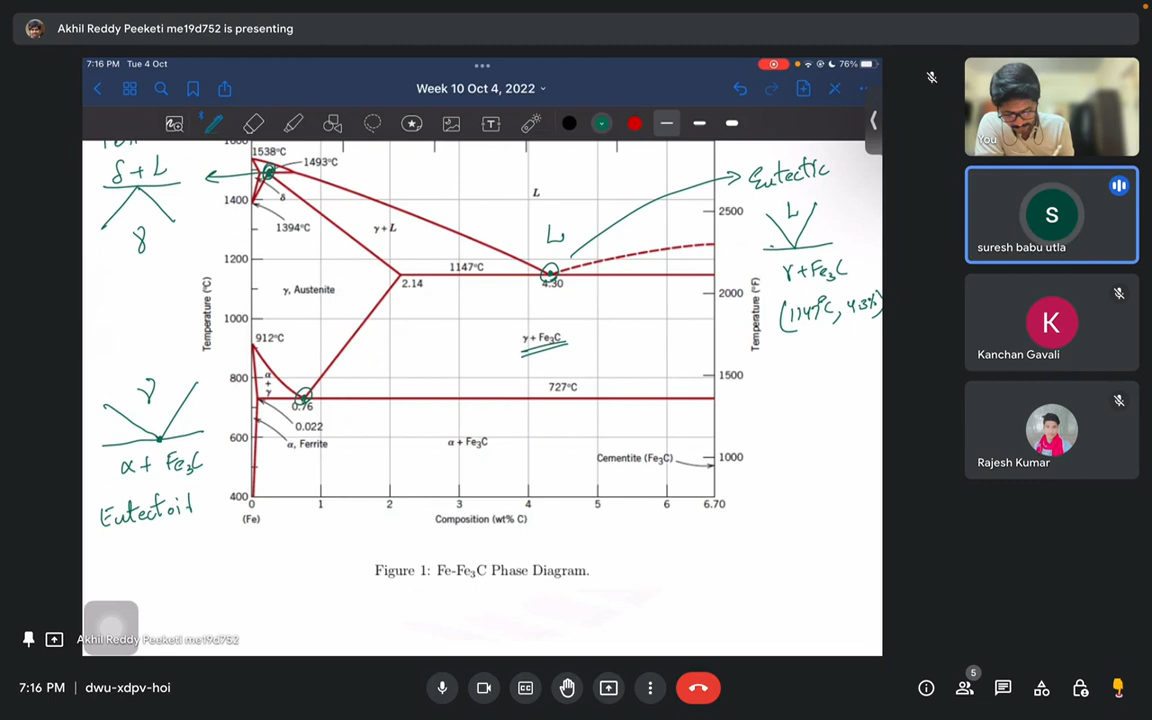 Akhil Reddy Peeketi me19d752 is presenting
7:16 PM Tue 4 Oct
76%
Week 10 Oct 4, 2022
You
S
suresh babu utla
K
Kanchan Gavali
Rajesh Kumar
δ + L
γ
1538°C
1493°C
1400
δ
1394°C
γ+L
L
L
Eutectic
L
γ + Fe3C
(1147°C, 4.3%)
2500
1200
1147°C
2.14
4.30
2000
γ, Austenite
Temperature (°C)
Temperature (°F)
1000
912°C
γ + Fe3C
800
α
+
γ
727°C
1500
0.76
0.022
600
α, Ferrite
α + Fe3C
Cementite (Fe3C)
1000
γ
α + Fe3C
Eutectoid
400
0 1 2 3 4 5 6 6.70
(Fe)
Composition (wt% C)
Figure 1: Fe-Fe3C Phase Diagram.
Akhil Reddy Peeketi me19d752
7:16 PM | dwu-xdpv-hoi
5